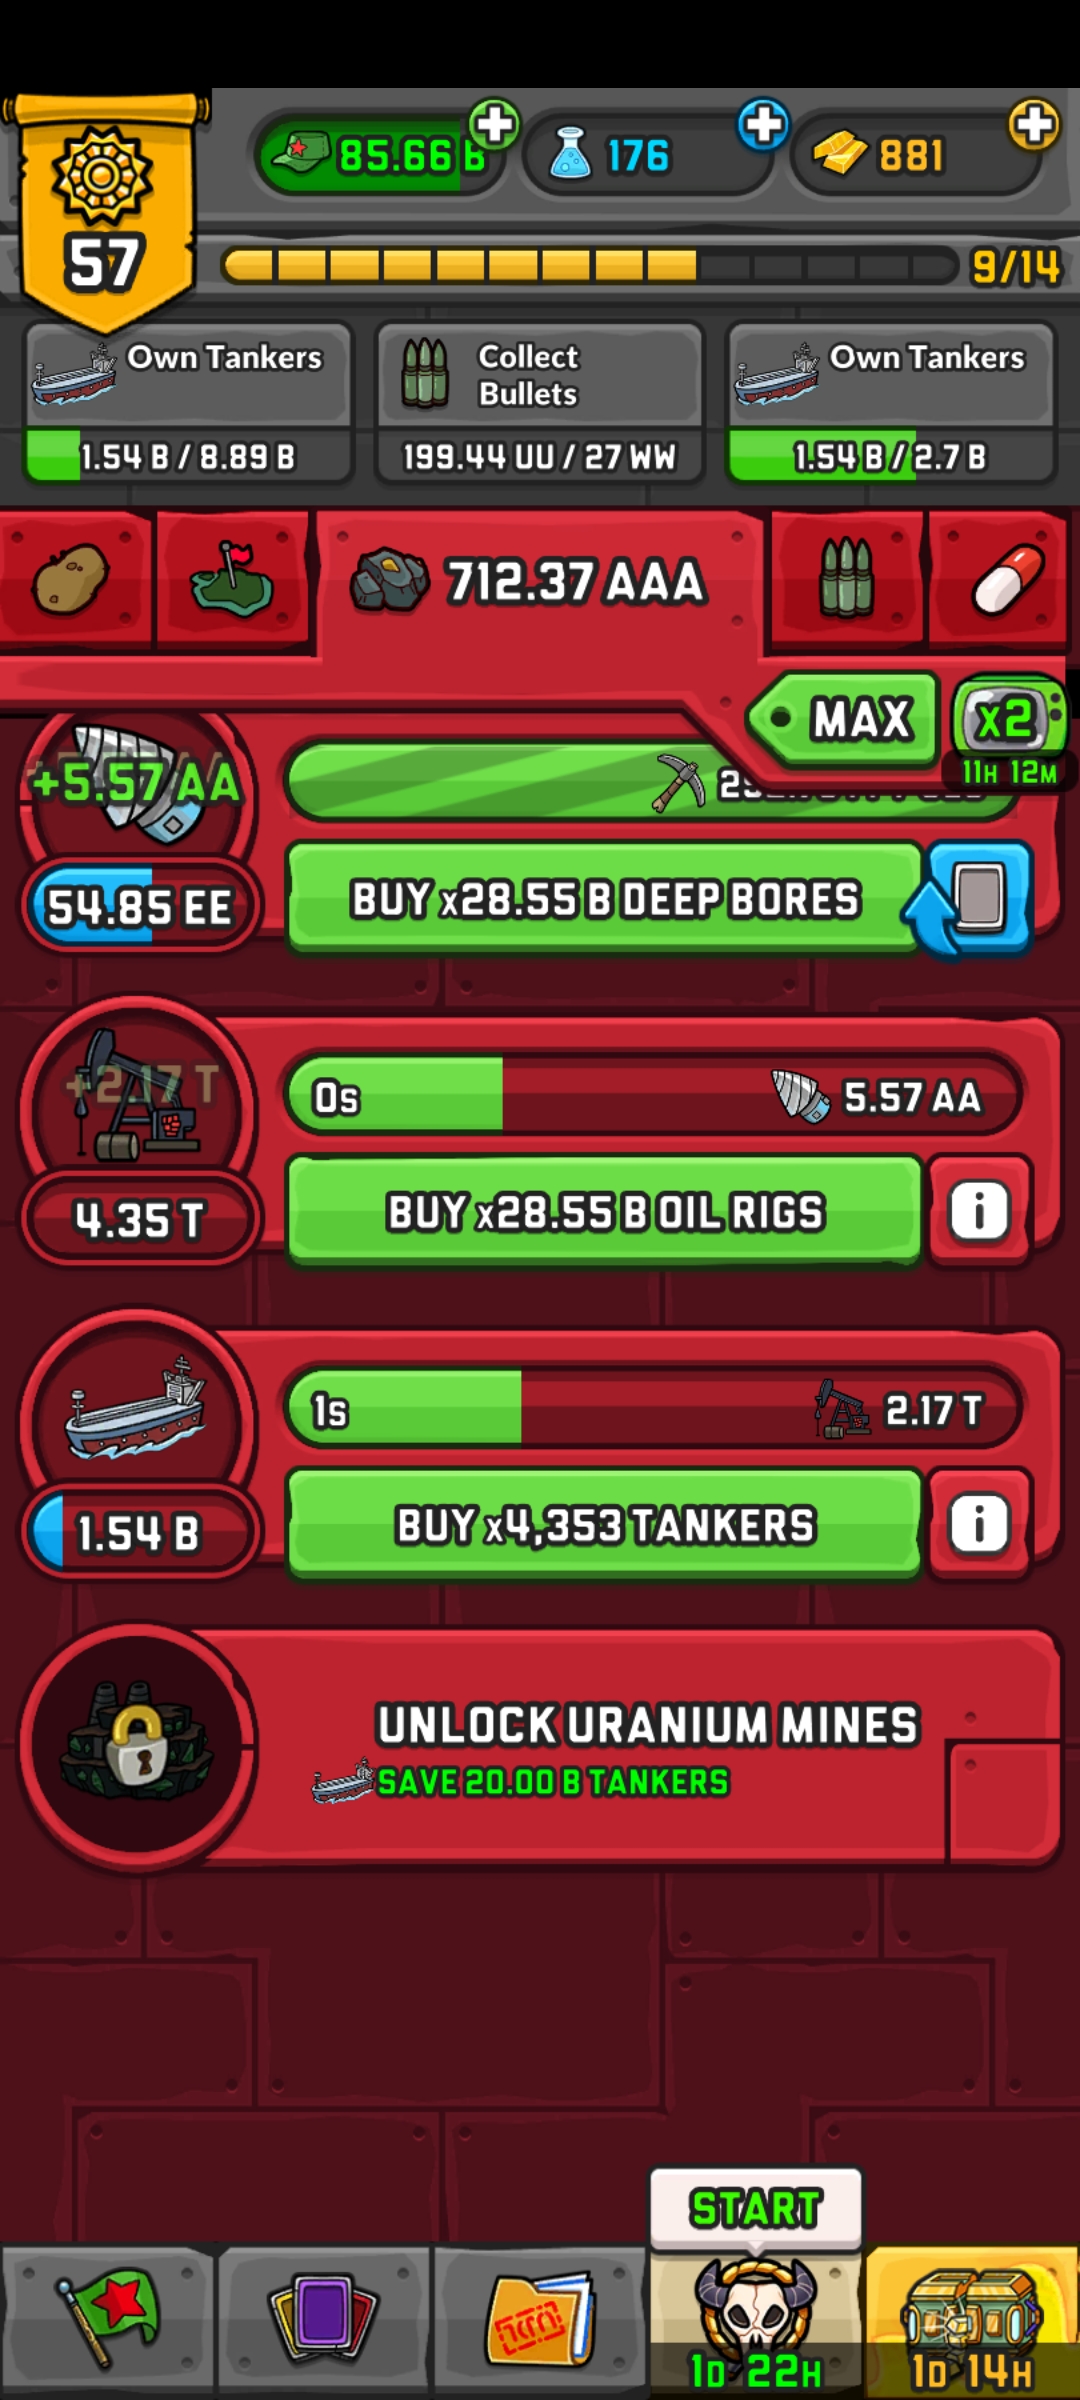 85.66 B
176
881
57
9/14
Own Tankers
1.54 B / 8.89 B
Collect
Bullets
199.44 UU / 27 WW
Own Tankers
1.54 B / 2.7 B
712.37 AAA
MAX
x2
11H 12M
+5.57 AA
54.85 EE
BUY x28.55 B DEEP BORES
+2.17 T
0s
5.57 AA
4.35 T
BUY x28.55 B OIL RIGS
i
1s
2.17 T
1.54 B
BUY x4,353 TANKERS
i
UNLOCK URANIUM MINES
SAVE 20.00 B TANKERS
START
1D 22H
1D 14H